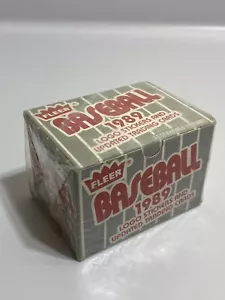 FLEER
BASEBALL
1989
LOGO STICKERS AND
UPDATED TRADING CARDS
FLEER
BASEBALL
1989
LOGO STICKERS AND
UPDATED TRADING CARDS